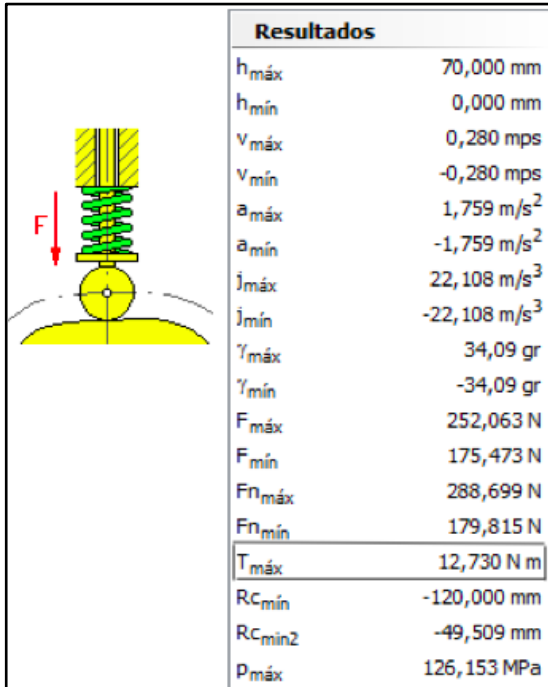 Resultados
hmáx 70,000 mm
hmín 0,000 mm
vmáx 0,280 mps
vmín -0,280 mps
amáx 1,759 m/s²
amín -1,759 m/s²
jmáx 22,108 m/s³
jmín -22,108 m/s³
γmáx 34,09 gr
γmín -34,09 gr
Fmáx 252,063 N
Fmín 175,473 N
Fnmáx 288,699 N
Fnmín 179,815 N
Tmáx 12,730 N m
Rcmín -120,000 mm
Rcmin2 -49,509 mm
pmáx 126,153 MPa
F